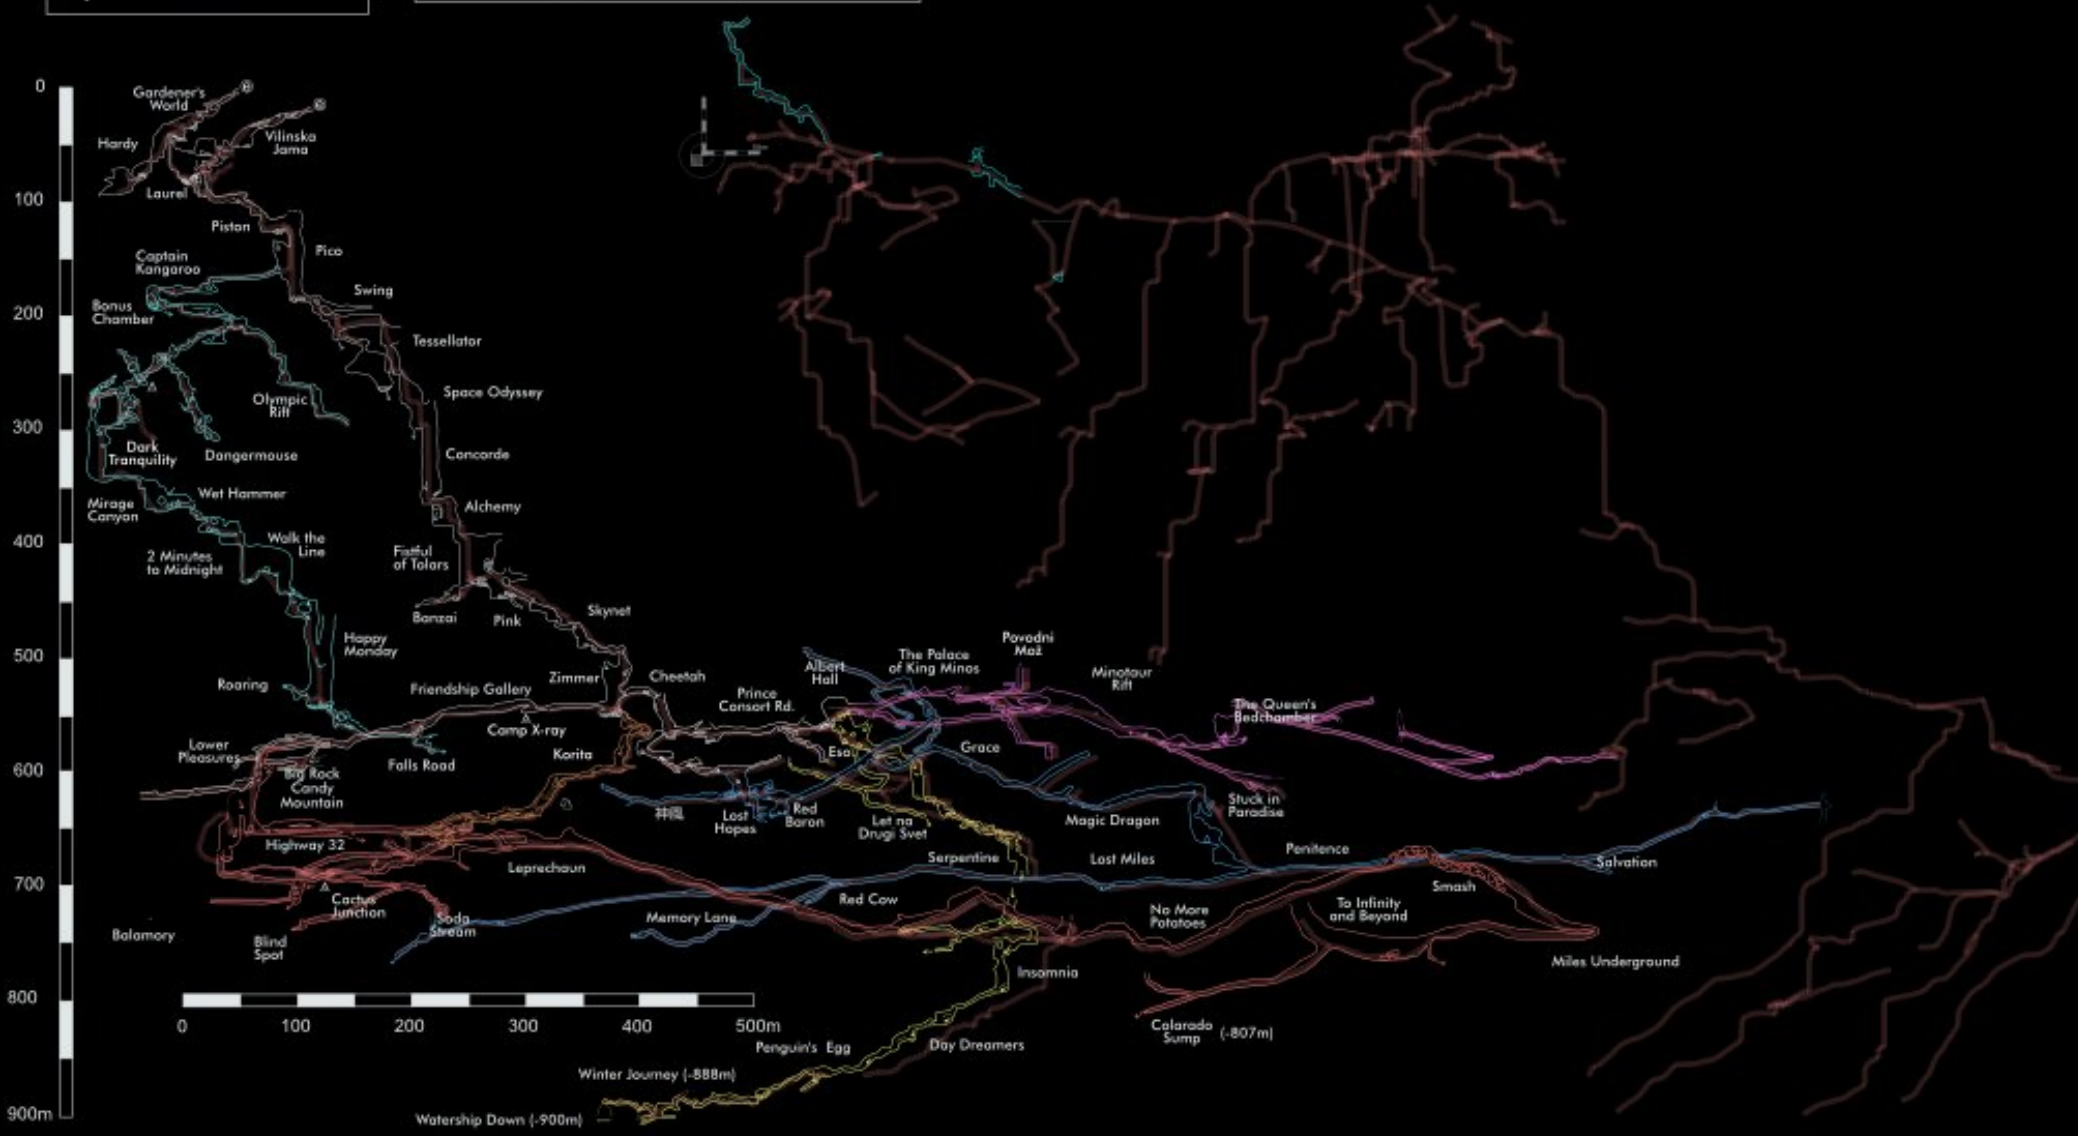 0
Gardener's
World
Hardy
Vilinska
Jama
Laurel
100
Piston
Pico
Captain
Kangaroo
Swing
Bonus
Chamber
200
Tessellator
Space Odyssey
Olympic
Rift
300
Dark
Tranquility
Dangermouse
Concorde
Wet Hammer
Mirage
Canyon
Alchemy
400
Walk the
Line
2 Minutes
to Midnight
Fistful
of Tolars
Banzai
Pink
Skynet
Happy
Monday
500
Povodni
Mož
The Palace
of King Minos
Albert
Hall
Minotaur
Rift
Roaring
Friendship Gallery
Zimmer
Cheetah
Prince
Consort Rd.
The Queen's
Bedchamber
Camp X-ray
Lower
Pleasures
Korita
Esa
Grace
600
Falls Road
Big Rock
Candy
Mountain
神風
Lost
Hopes
Red
Baron
Let na
Drugi Svet
Magic Dragon
Stuck in
Paradise
Highway 32
Leprechaun
Serpentine
Lost Miles
Penitence
Salvation
700
Cactus
Junction
Soda
Stream
Memory Lane
Red Cow
No More
Potatoes
To Infinity
and Beyond
Smash
Balamory
Blind
Spot
Insomnia
Miles Underground
800
0 100 200 300 400 500m
Colorado
Sump (-807m)
Penguin's Egg
Day Dreamers
Winter Journey (-888m)
900m
Watership Down (-900m)